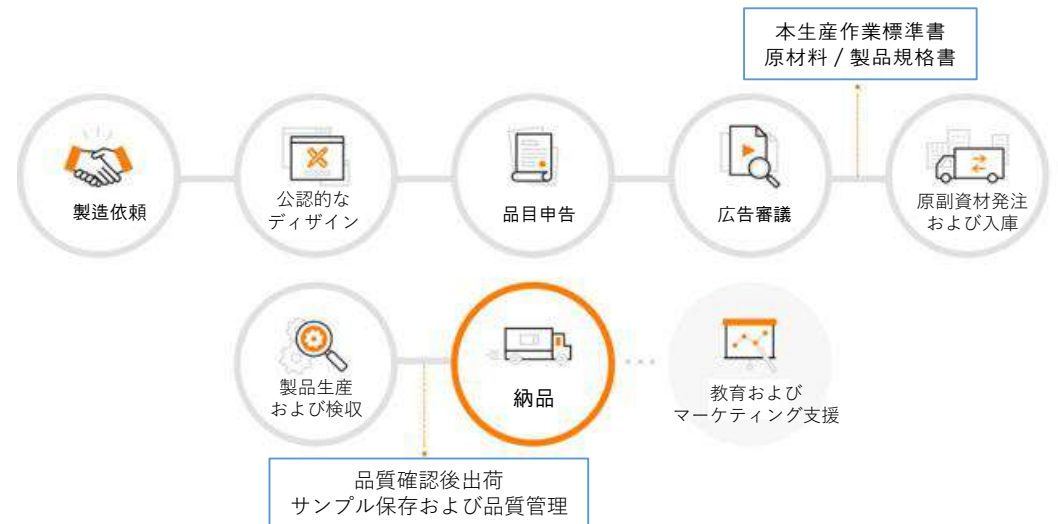 本生産作業標準書
原材料 / 製品規格書
製造依頼
公認的な
ディザイン
品目申告
広告審議
原副資材発注
および入庫
製品生産
および検収
納品
教育および
マーケティング支援
品質確認後出荷
サンプル保存および品質管理